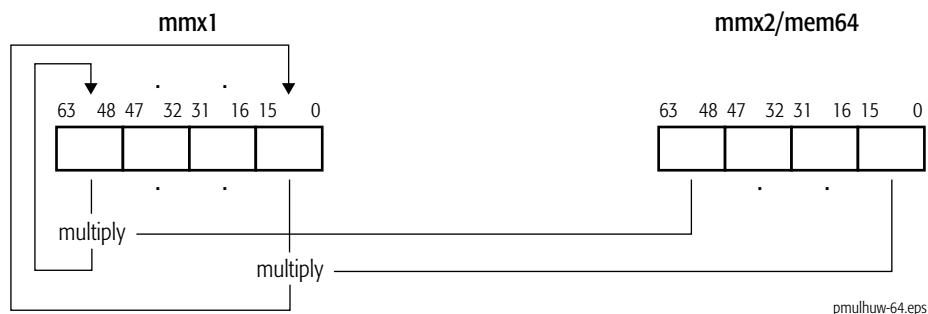 mmx1 mmx2/mem64
. .
63 48 47 32 31 16 15 0 63 48 47 32 31 16 15 0
. . . .
multiply
multiply
pmulhuw-64.eps